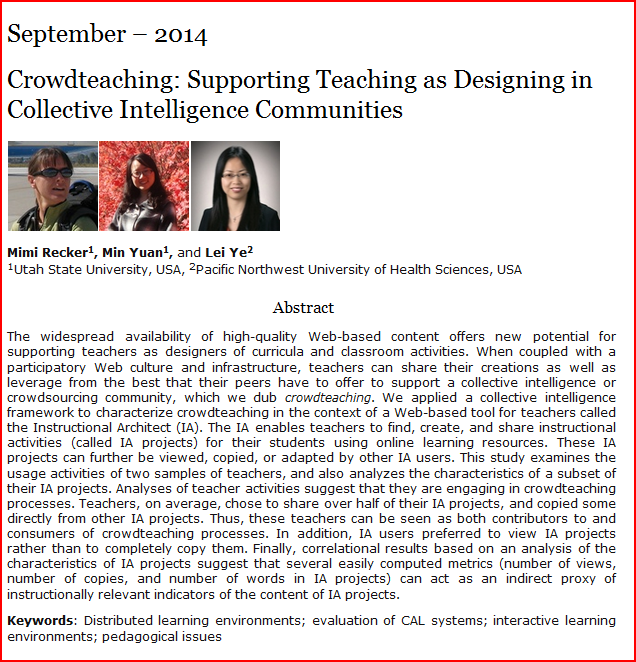 September – 2014
Crowdteaching: Supporting Teaching as Designing in
Collective Intelligence Communities
Mimi Recker¹, Min Yuan¹, and Lei Ye²
¹Utah State University, USA, ²Pacific Northwest University of Health Sciences, USA
Abstract
The widespread availability of high-quality Web-based content offers new potential for
supporting teachers as designers of curricula and classroom activities. When coupled with a
participatory Web culture and infrastructure, teachers can share their creations as well as
leverage from the best that their peers have to offer to support a collective intelligence or
crowdsourcing community, which we dub crowdteaching. We applied a collective intelligence
framework to characterize crowdteaching in the context of a Web-based tool for teachers called
the Instructional Architect (IA). The IA enables teachers to find, create, and share instructional
activities (called IA projects) for their students using online learning resources. These IA
projects can further be viewed, copied, or adapted by other IA users. This study examines the
usage activities of two samples of teachers, and also analyzes the characteristics of a subset of
their IA projects. Analyses of teacher activities suggest that they are engaging in crowdteaching
processes. Teachers, on average, chose to share over half of their IA projects, and copied some
directly from other IA projects. Thus, these teachers can be seen as both contributors to and
consumers of crowdteaching processes. In addition, IA users preferred to view IA projects
rather than to completely copy them. Finally, correlational results based on an analysis of the
characteristics of IA projects suggest that several easily computed metrics (number of views,
number of copies, and number of words in IA projects) can act as an indirect proxy of
instructionally relevant indicators of the content of IA projects.
Keywords: Distributed learning environments; evaluation of CAL systems; interactive learning
environments; pedagogical issues